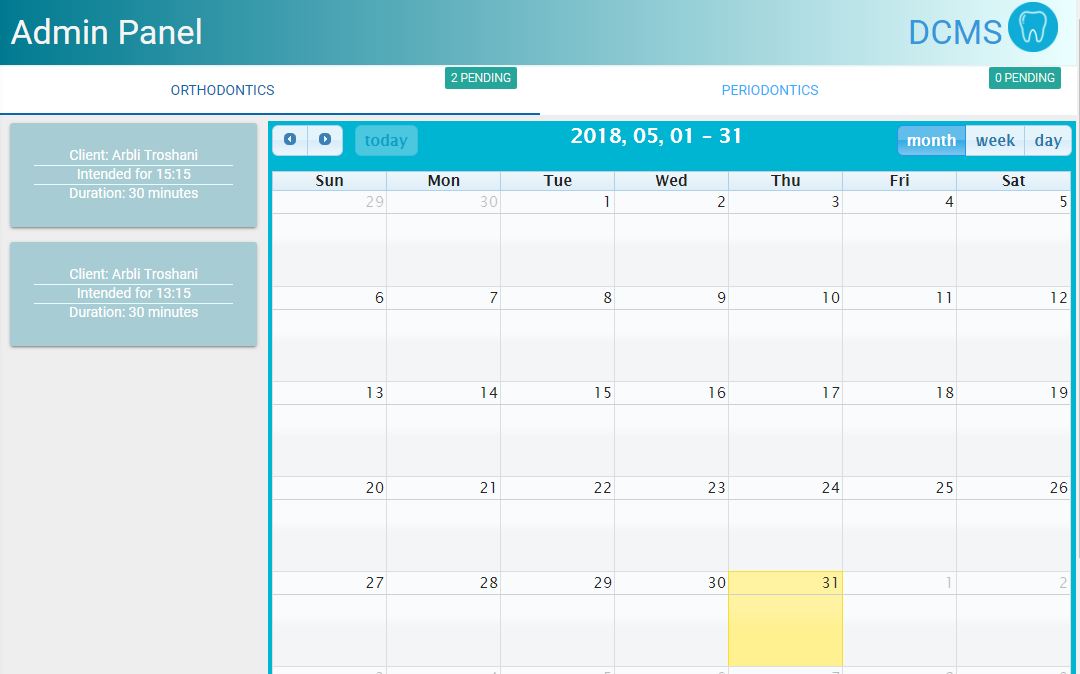 Admin Panel
DCMS
ORTHODONTICS
2 PENDING
PERIODONTICS
0 PENDING
Client: Arbli Troshani
Intended for 15:15
Duration: 30 minutes
Client: Arbli Troshani
Intended for 13:15
Duration: 30 minutes
today
2018, 05, 01 – 31
month week day
Sun Mon Tue Wed Thu Fri Sat
29 30 1 2 3 4 5
6 7 8 9 10 11 12
13 14 15 16 17 18 19
20 21 22 23 24 25 26
27 28 29 30 31 1 2